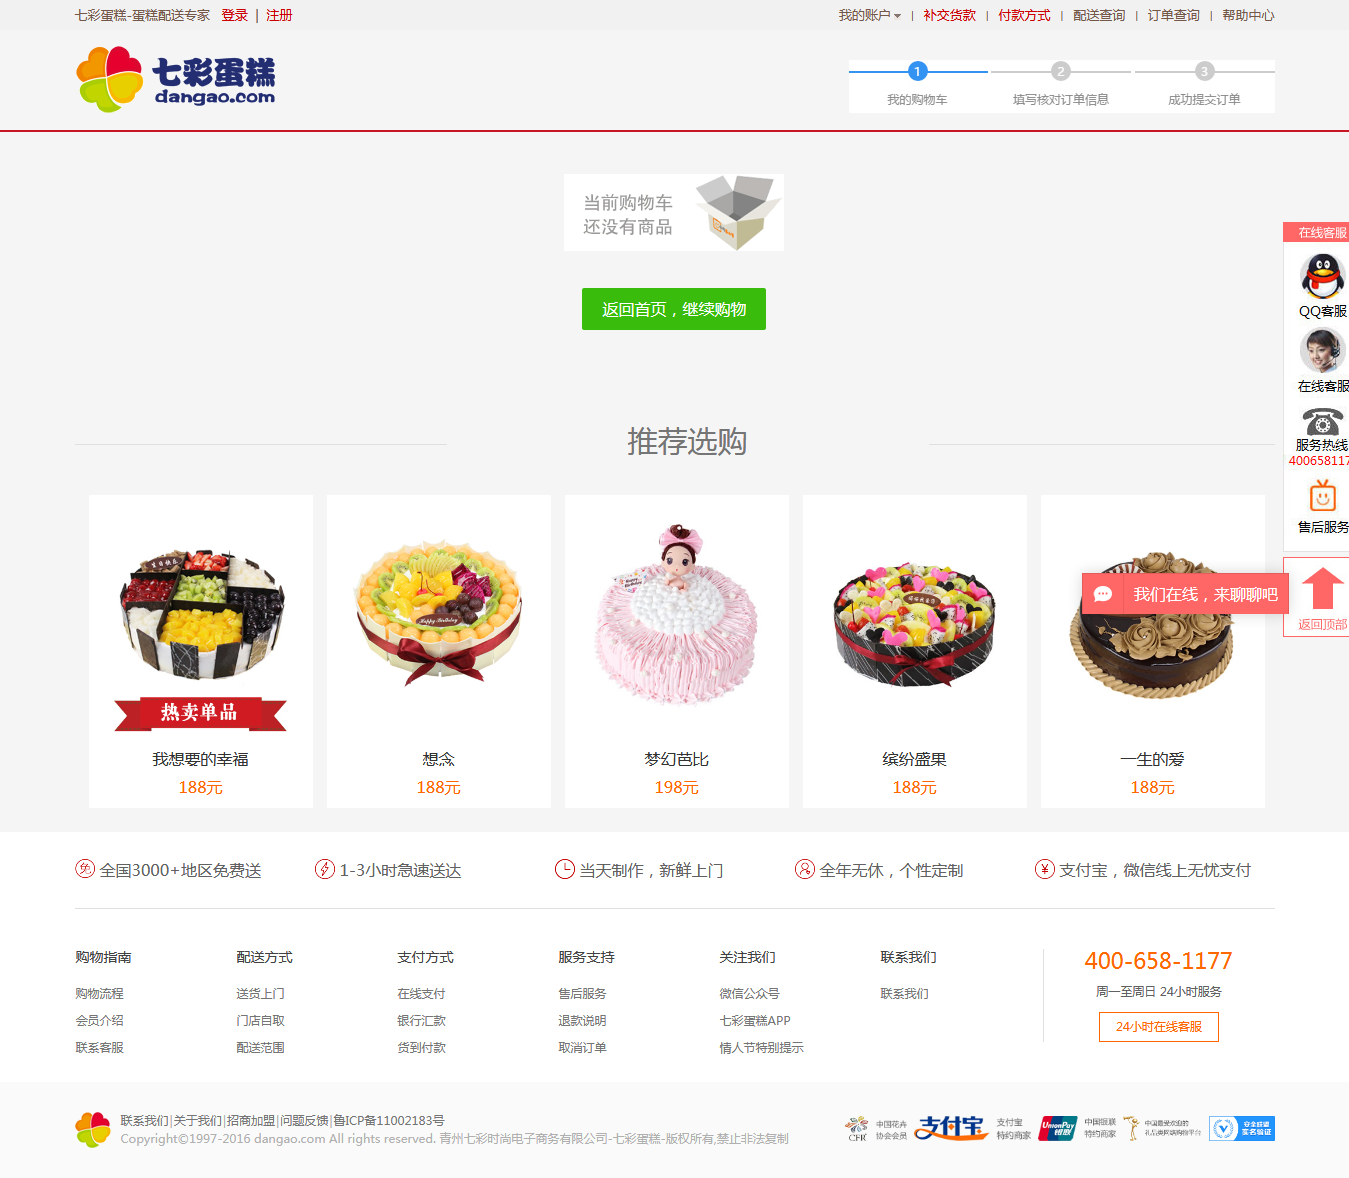 七彩蛋糕-蛋糕配送专家 登录 | 注册
我的账户 | 补交货款 | 付款方式 | 配送查询 | 订单查询 | 帮助中心
七彩蛋糕
dangao.com
1 2 3
我的购物车 填写核对订单信息 成功提交订单
当前购物车
还没有商品
返回首页，继续购物
在线客服
QQ客服
在线客服
服务热线
400658117
售后服务
推荐选购
生日快乐
Happy Birthday
热卖单品
我们在线，来聊聊吧
返回顶部
我想要的幸福 想念 梦幻芭比 缤纷盛果 一生的爱
188元 188元 198元 188元 188元
免 全国3000+地区免费送 1-3小时急速送达 当天制作，新鲜上门 全年无休，个性定制 ¥ 支付宝，微信线上无忧支付
购物指南 配送方式 支付方式 服务支持 关注我们 联系我们
购物流程 送货上门 在线支付 售后服务 微信公众号 联系我们
会员介绍 门店自取 银行汇款 退款说明 七彩蛋糕APP
联系客服 配送范围 货到付款 取消订单 情人节特别提示
400-658-1177
周一至周日 24小时服务
24小时在线客服
联系我们|关于我们|招商加盟|问题反馈|鲁ICP备11002183号
Copyright©1997-2016 dangao.com All rights reserved. 青州七彩时尚电子商务有限公司-七彩蛋糕-版权所有,禁止非法复制
CFR 中国花卉协会会员
支付宝 支付宝特约商家
UnionPay 银联 中国银联特约商家
中国最受欢迎的礼品类网络购物平台
安全联盟实名验证